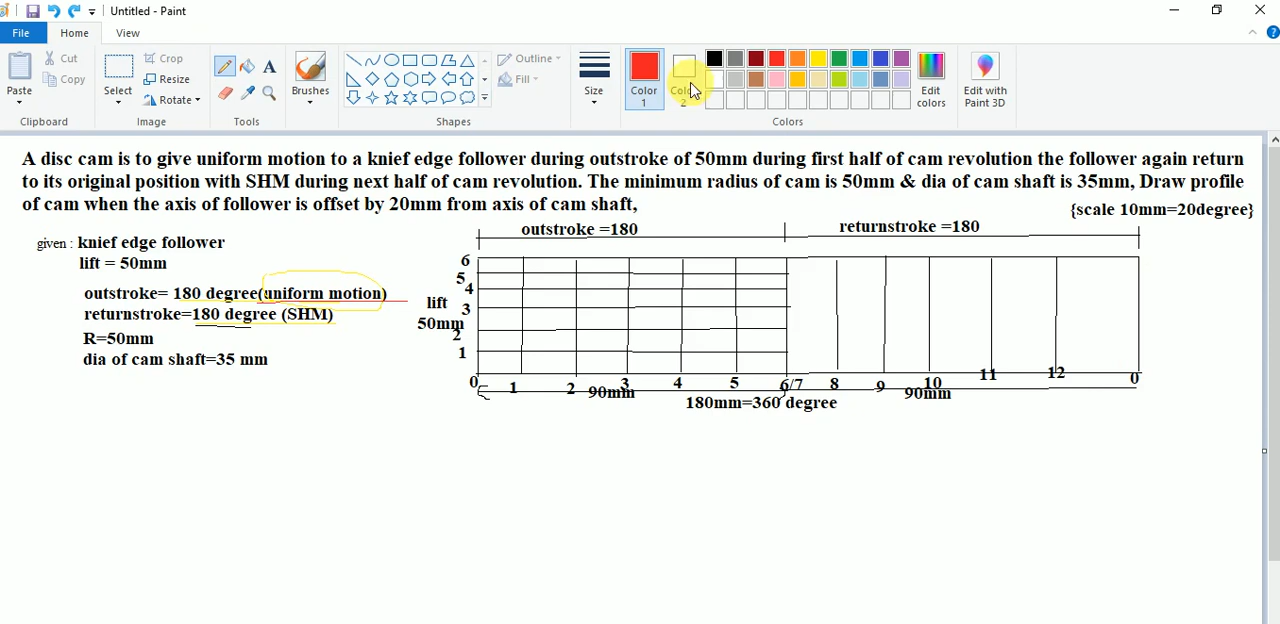 Untitled - Paint
File
Home
View
Paste
Cut
Copy
Clipboard
Select
Crop
Resize
Rotate
Image
A
Tools
Brushes
Outline
Fill
Shapes
Size
Color 1
Color 2
Edit colors
Colors
Edit with Paint 3D
A disc cam is to give uniform motion to a knief edge follower during outstroke of 50mm during first half of cam revolution the follower again return
to its original position with SHM during next half of cam revolution. The minimum radius of cam is 50mm & dia of cam shaft is 35mm, Draw profile
of cam when the axis of follower is offset by 20mm from axis of cam shaft,
{scale 10mm=20degree}
given : knief edge follower
lift = 50mm
outstroke= 180 degree(uniform motion)
returnstroke=180 degree (SHM)
R=50mm
dia of cam shaft=35 mm
outstroke =180
returnstroke =180
6
5
4
3
2
1
lift
50mm
0 1 2 3 4 5 6/7 8 9 10 11 12 0
90mm
90mm
180mm=360 degree